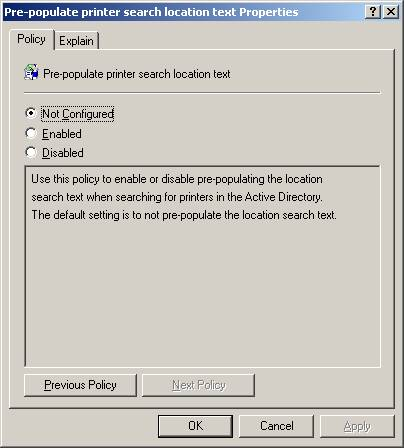 Pre-populate printer search location text Properties
Policy Explain
Pre-populate printer search location text
Not Configured
Enabled
Disabled
Use this policy to enable or disable pre-populating the location
search text when searching for printers in the Active Directory.
The default setting is to not pre-populate the location search text.
Previous Policy Next Policy
OK Cancel Apply